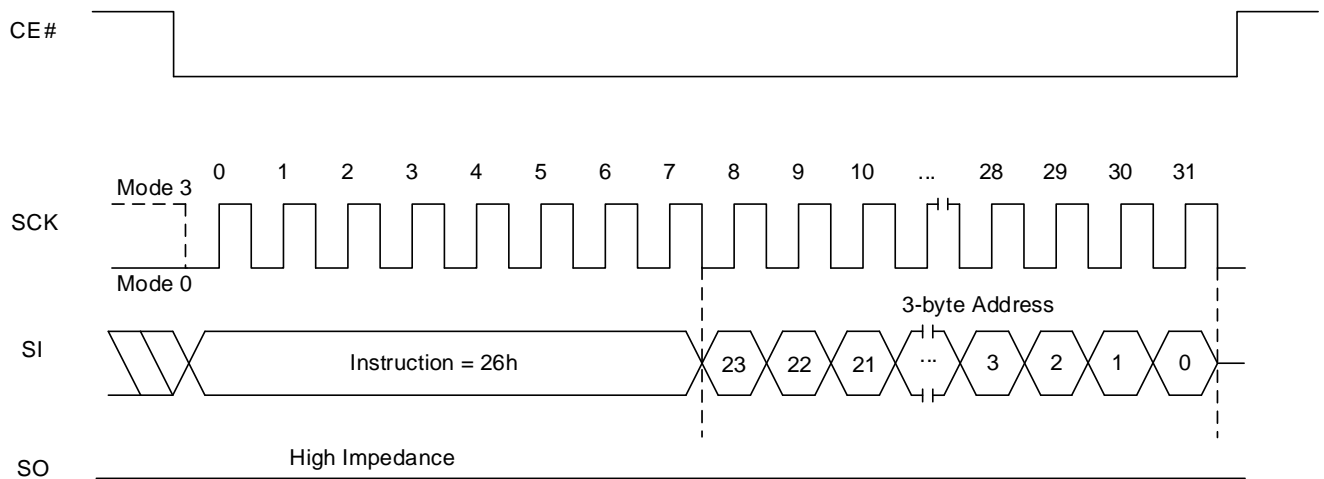 CE#
0 1 2 3 4 5 6 7 8 9 10 ... 28 29 30 31
Mode 3
SCK
Mode 0
3-byte Address
SI
Instruction = 26h
23 22 21 ... 3 2 1 0
High Impedance
SO